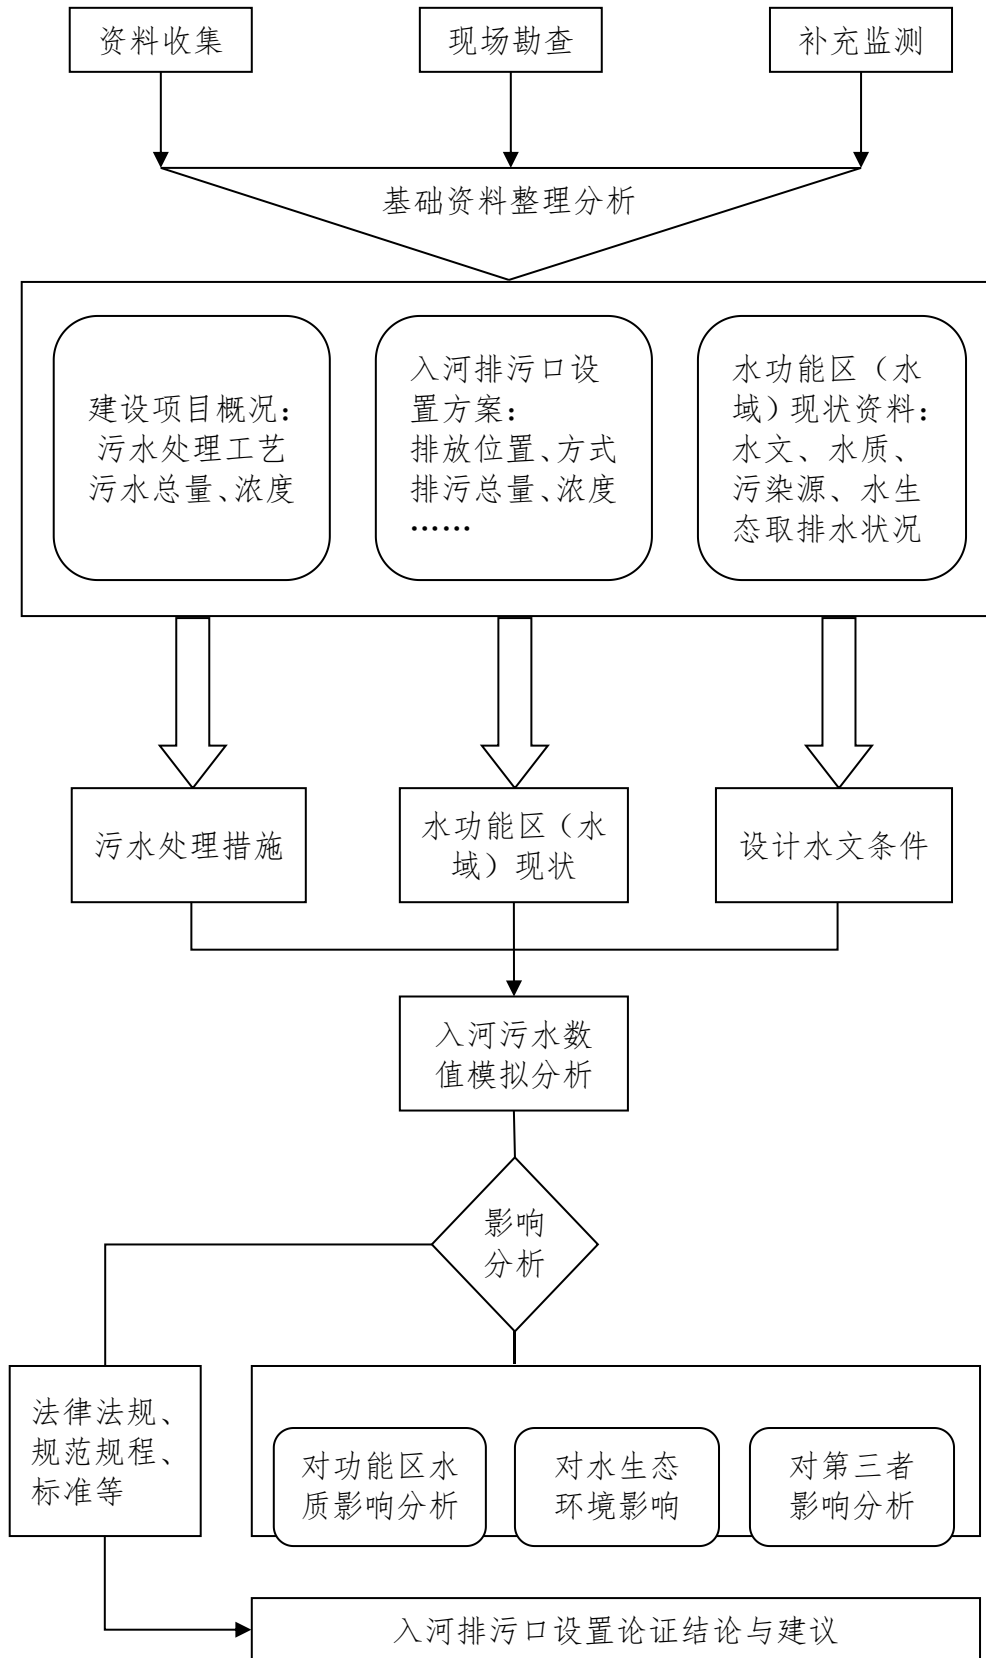 资料收集
现场勘查
补充监测
基础资料整理分析
建设项目概况：
污水处理工艺
污水总量、浓度
入河排污口设
置方案：
排放位置、方式
排污总量、浓度
……
水功能区（水
域）现状资料：
水文、水质、
污染源、水生
态取排水状况
污水处理措施
水功能区（水
域）现状
设计水文条件
入河污水数
值模拟分析
影响
分析
法律法规、
规范规程、
标准等
对功能区水
质影响分析
对水生态
环境影响
对第三者
影响分析
入河排污口设置论证结论与建议